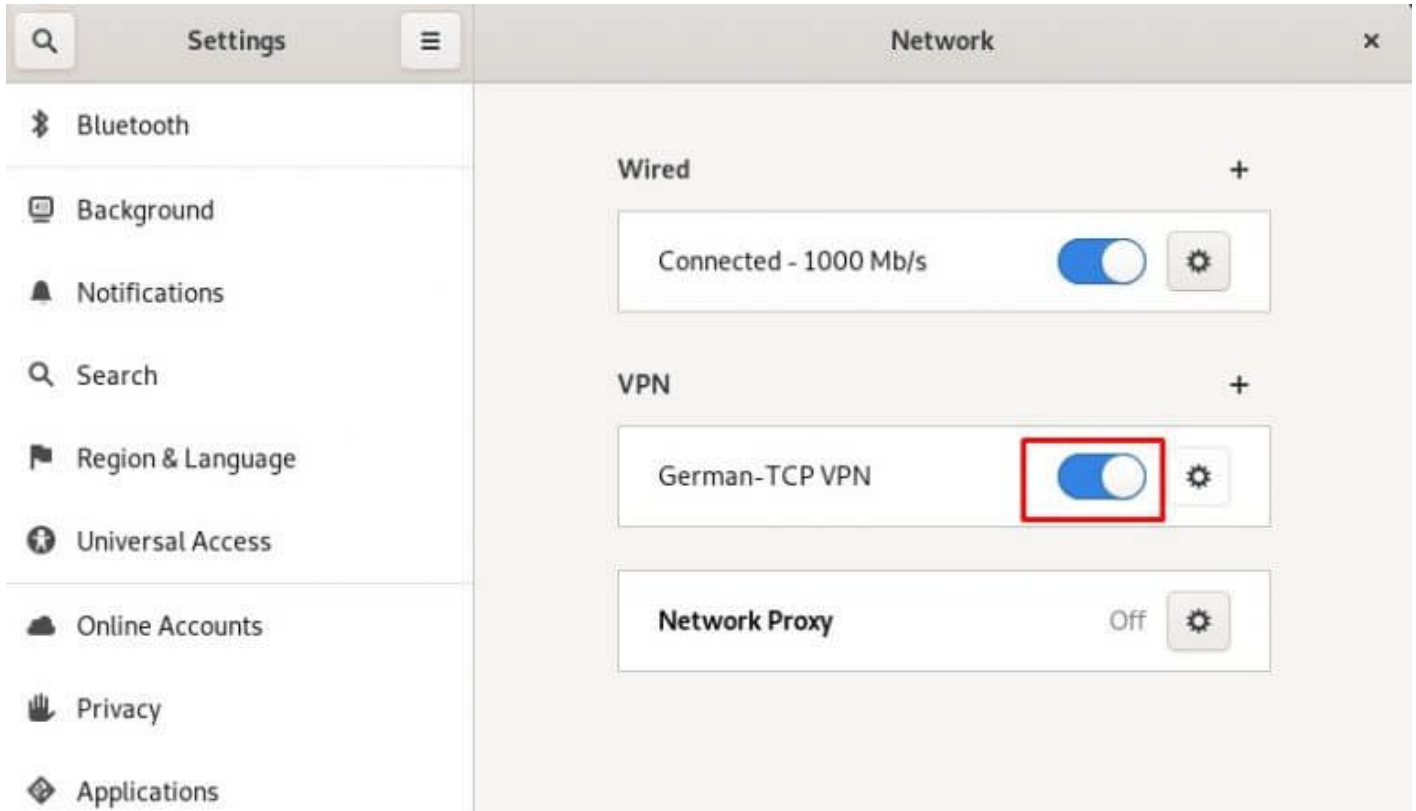 Settings
Network
Bluetooth
Background
Notifications
Search
Region & Language
Universal Access
Online Accounts
Privacy
Applications
Wired
Connected - 1000 Mb/s
VPN
German-TCP VPN
Network Proxy Off